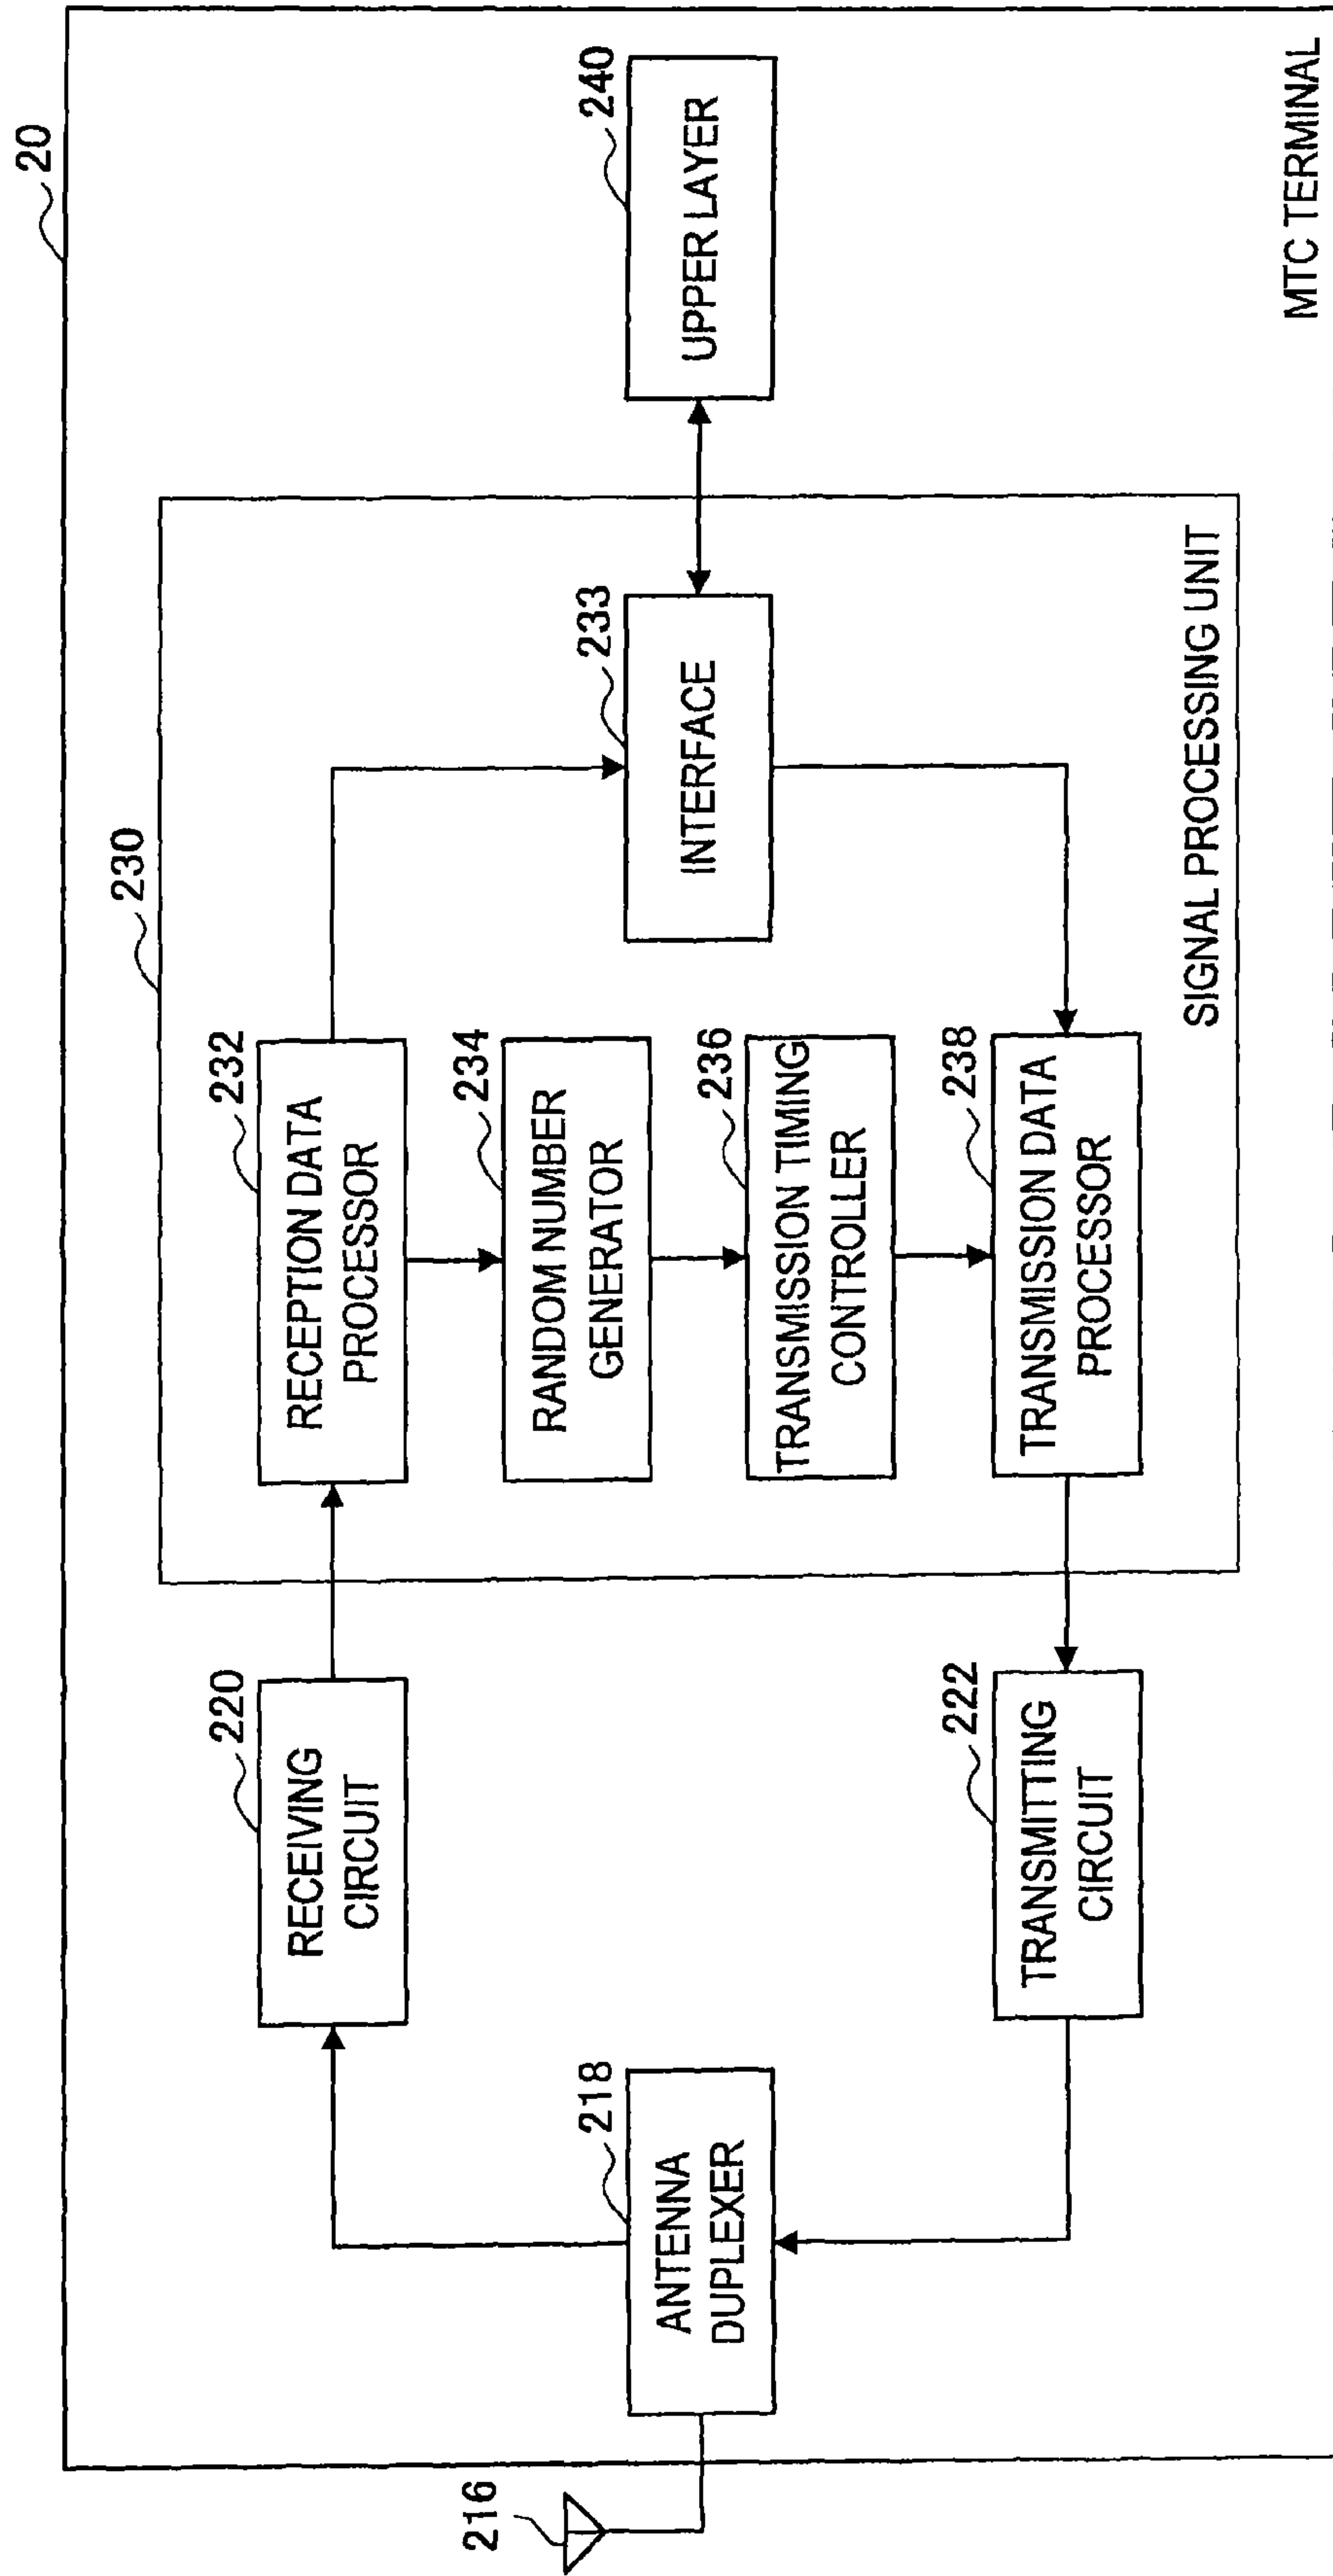 20
230
216
218
ANTENNA
DUPLEXER
220
RECEIVING
CIRCUIT
222
TRANSMITTING
CIRCUIT
232
RECEPTION DATA
PROCESSOR
234
RANDOM NUMBER
GENERATOR
236
TRANSMISSION TIMING
CONTROLLER
238
TRANSMISSION DATA
PROCESSOR
233
INTERFACE
240
UPPER LAYER
SIGNAL PROCESSING UNIT
MTC TERMINAL